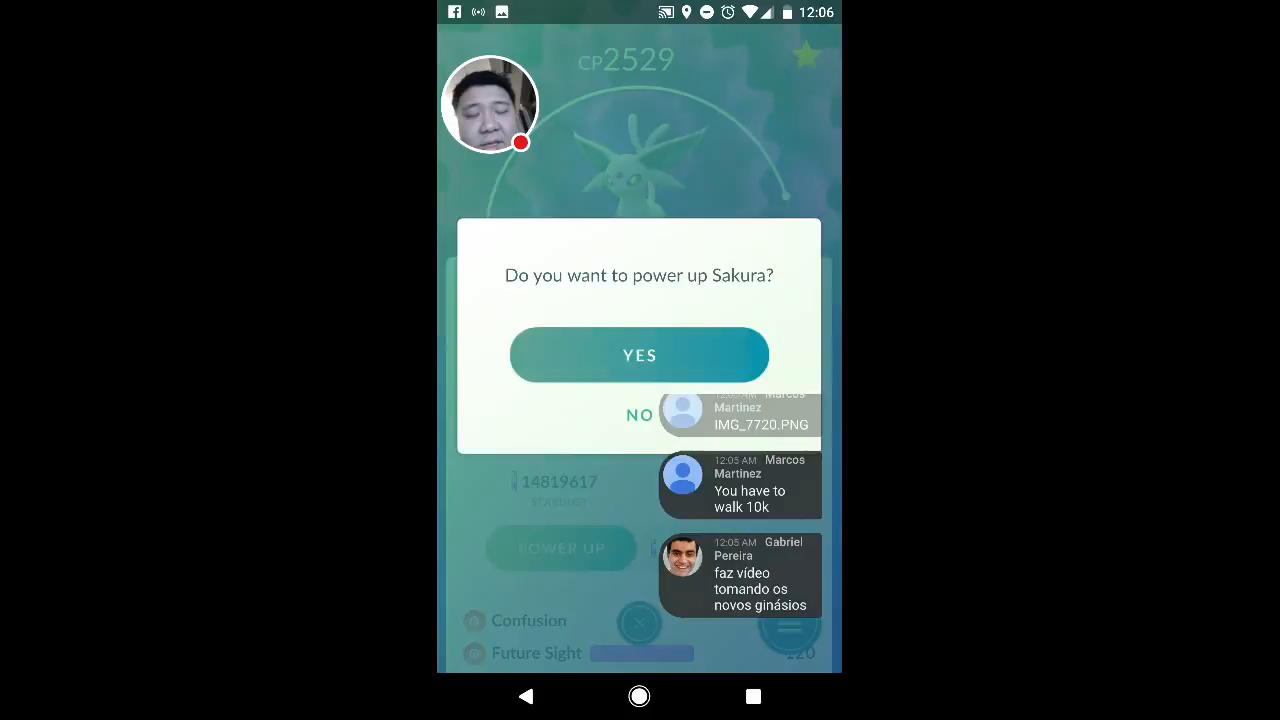 12:06
CP2529
Do you want to power up Sakura?
YES
NO
Marcos
Martinez
IMG_7720.PNG
12:05 AM Marcos
Martinez
You have to
walk 10k
14819617
STARDUST
POWER UP
12:05 AM Gabriel
Pereira
faz vídeo
tomando os
novos ginásios
Confusion
Future Sight
120